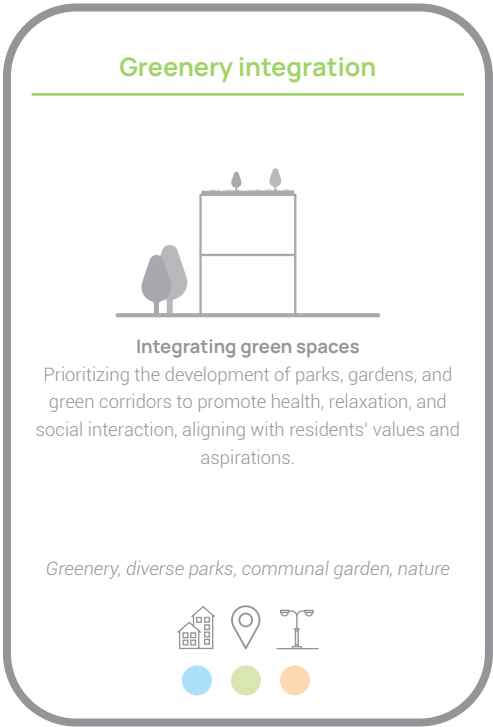 Greenery integration
Integrating green spaces
Prioritizing the development of parks, gardens, and
green corridors to promote health, relaxation, and
social interaction, aligning with residents' values and
aspirations.
Greenery, diverse parks, communal garden, nature